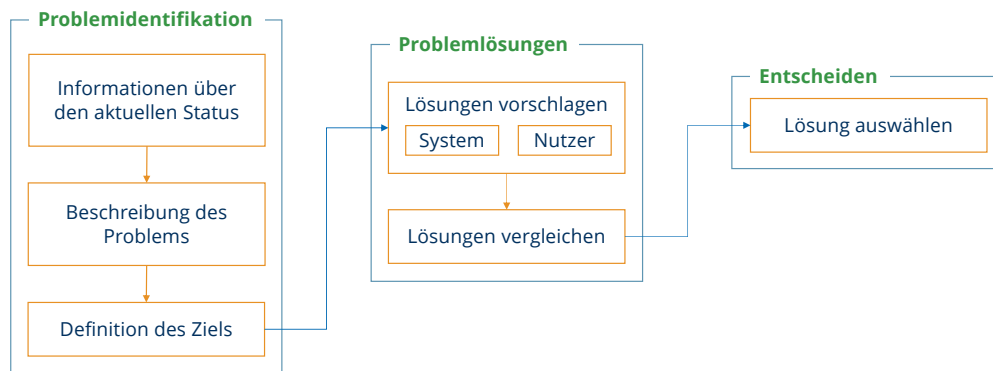 Problemidentifikation
Informationen über
den aktuellen Status
Beschreibung des
Problems
Definition des Ziels
Problemlösungen
Lösungen vorschlagen
System
Nutzer
Lösungen vergleichen
Entscheiden
Lösung auswählen